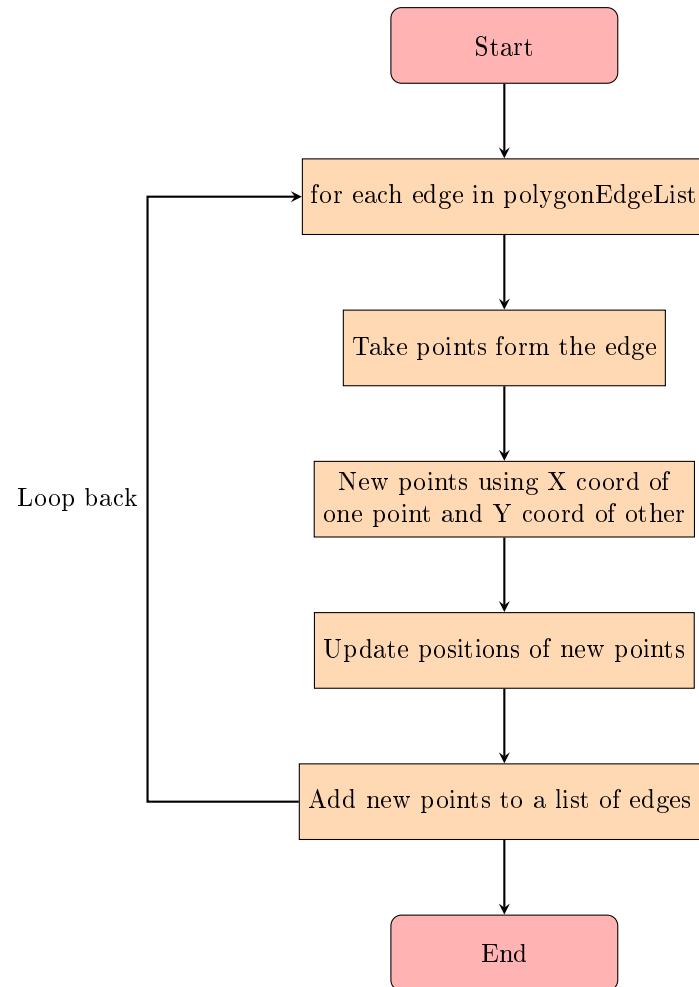 Start
for each edge in polygonEdgeList
Take points form the edge
New points using X coord of
one point and Y coord of other
Loop back
Update positions of new points
Add new points to a list of edges
End